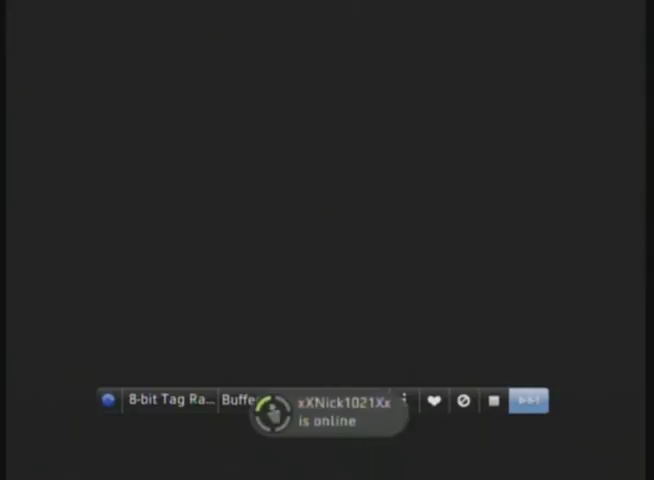 8-bit Tag Ra... Buffe
xXNick1021Xx
is online